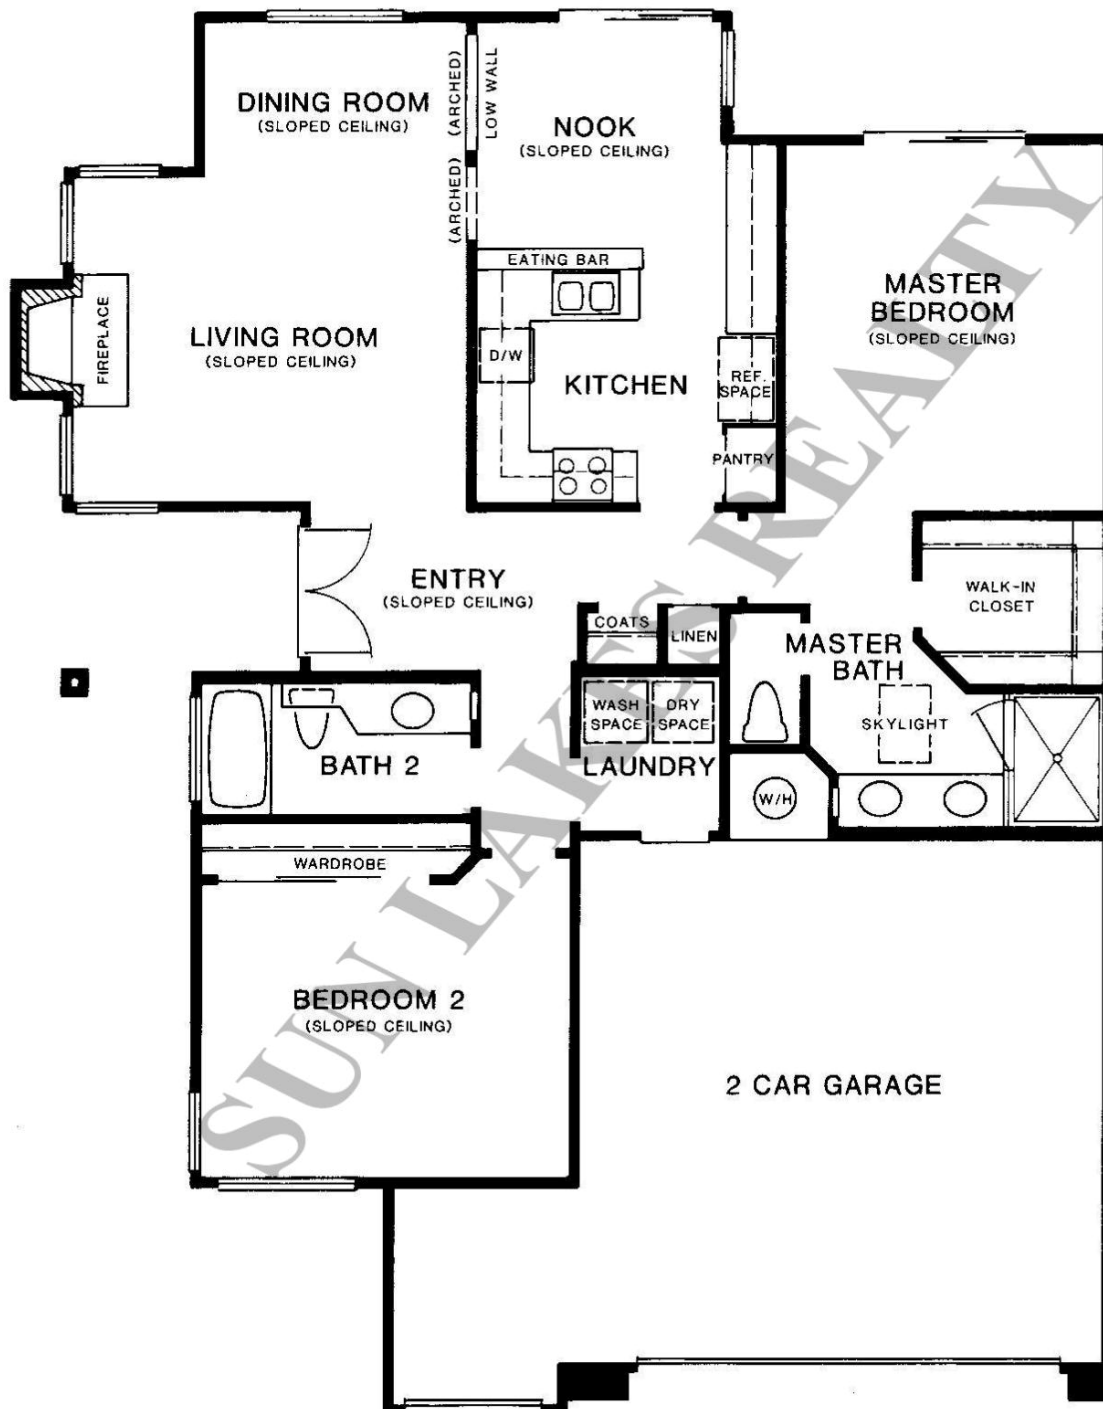 DINING ROOM
(SLOPED CEILING)
(ARCHED)
LOW WALL
(ARCHED)
NOOK
(SLOPED CEILING)
EATING BAR
MASTER
BEDROOM
(SLOPED CEILING)
FIREPLACE
LIVING ROOM
(SLOPED CEILING)
D/W
KITCHEN
REF.
SPACE
PANTRY
ENTRY
(SLOPED CEILING)
COATS
LINEN
WALK-IN
CLOSET
MASTER
BATH
SKYLIGHT
WASH
SPACE
DRY
SPACE
BATH 2
LAUNDRY
W/H
WARDROBE
BEDROOM 2
(SLOPED CEILING)
2 CAR GARAGE
SUN LAKES REALTY